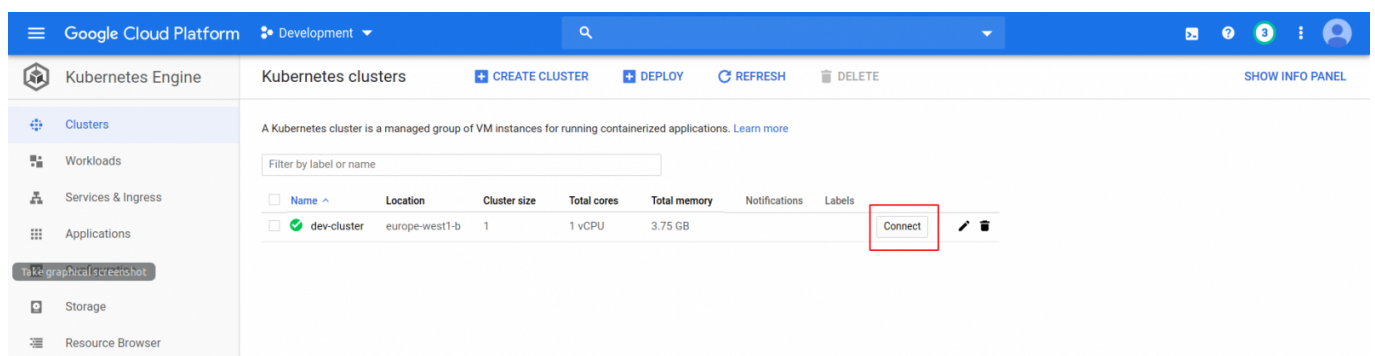 Google Cloud Platform Development 3
Kubernetes Engine Kubernetes clusters CREATE CLUSTER DEPLOY REFRESH DELETE SHOW INFO PANEL
Clusters
Workloads
Services & Ingress
Applications
Take graphical screenshot
Storage
Resource Browser
A Kubernetes cluster is a managed group of VM instances for running containerized applications. Learn more
Filter by label or name
Name Location Cluster size Total cores Total memory Notifications Labels
dev-cluster europe-west1-b 1 1 vCPU 3.75 GB Connect